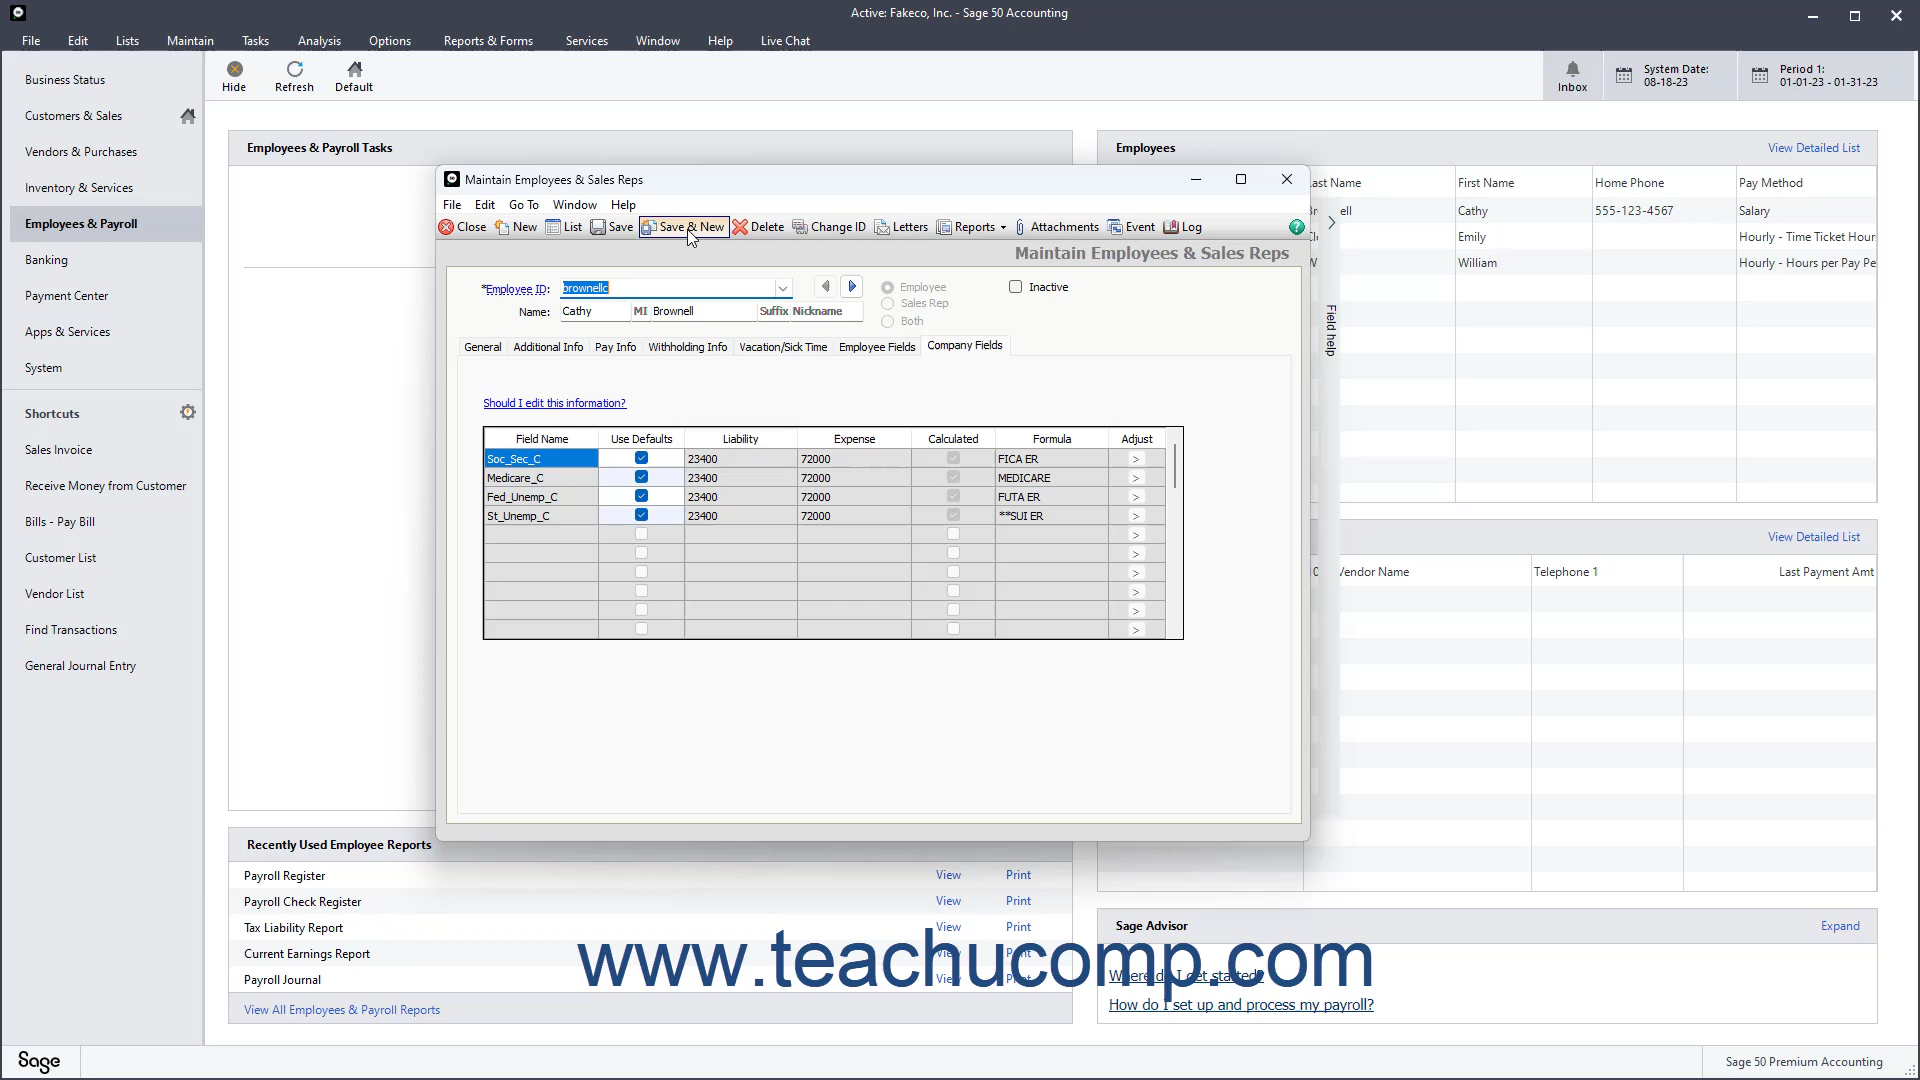 Active: Fakeco, Inc. - Sage 50 Accounting
File Edit Lists Maintain Tasks Analysis Options Reports & Forms Services Window Help Live Chat
Hide Refresh Default
Inbox
System Date:
08-18-23
Period 1:
01-01-23 - 01-31-23
Business Status
Customers & Sales
Vendors & Purchases
Inventory & Services
Employees & Payroll
Banking
Payment Center
Apps & Services
System
Shortcuts
Sales Invoice
Receive Money from Customer
Bills - Pay Bill
Customer List
Vendor List
Find Transactions
General Journal Entry
Employees & Payroll Tasks
Maintain Employees & Sales Reps
File Edit Go To Window Help
Close New List Save Save & New Delete Change ID Letters Reports Attachments Event Log
Maintain Employees & Sales Reps
*Employee ID: brownellc
Name: Cathy MI Brownell Suffix Nickname
Employee
Sales Rep
Both
Inactive
General Additional Info Pay Info Withholding Info Vacation/Sick Time Employee Fields Company Fields
Should I edit this information?
Field Name Use Defaults Liability Expense Calculated Formula Adjust
Soc_Sec_C 23400 72000 FICA ER >
Medicare_C 23400 72000 MEDICARE >
Fed_Unemp_C 23400 72000 FUTA ER >
St_Unemp_C 23400 72000 **SUI ER >
>
>
>
>
>
>
Field help
Employees View Detailed List
Last Name First Name Home Phone Pay Method
ell Cathy 555-123-4567 Salary
Emily Hourly - Time Ticket Hour
William Hourly - Hours per Pay Pe
View Detailed List
Vendor Name Telephone 1 Last Payment Amt
Recently Used Employee Reports
Payroll Register View Print
Payroll Check Register View Print
Tax Liability Report View Print
Current Earnings Report View Print
Payroll Journal View Print
View All Employees & Payroll Reports
Sage Advisor Expand
Where do I get started?
How do I set up and process my payroll?
www.teachucomp.com
Sage
Sage 50 Premium Accounting